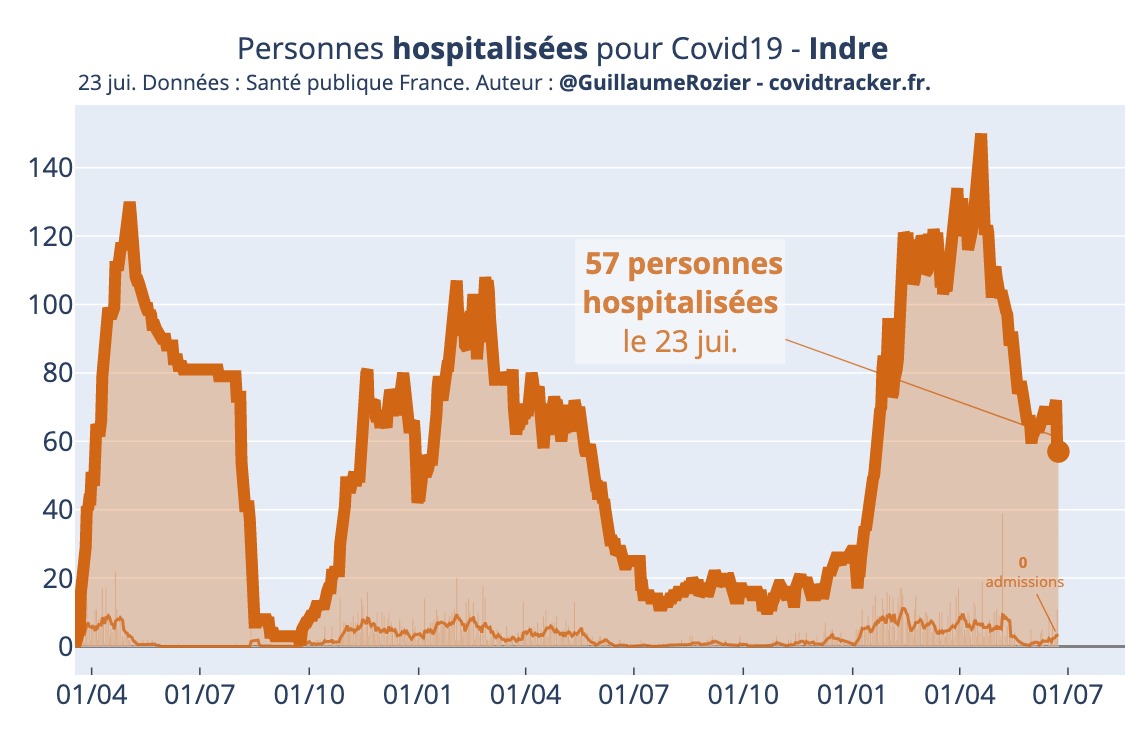 Personnes hospitalisées pour Covid19 - Indre
23 jui. Données : Santé publique France. Auteur : @GuillaumeRozier - covidtracker.fr.
140
120
100
80
60
40
20
0
57 personnes
hospitalisées
le 23 jui.
0
admissions
01/04 01/07 01/10 01/01 01/04 01/07 01/10 01/01 01/04 01/07